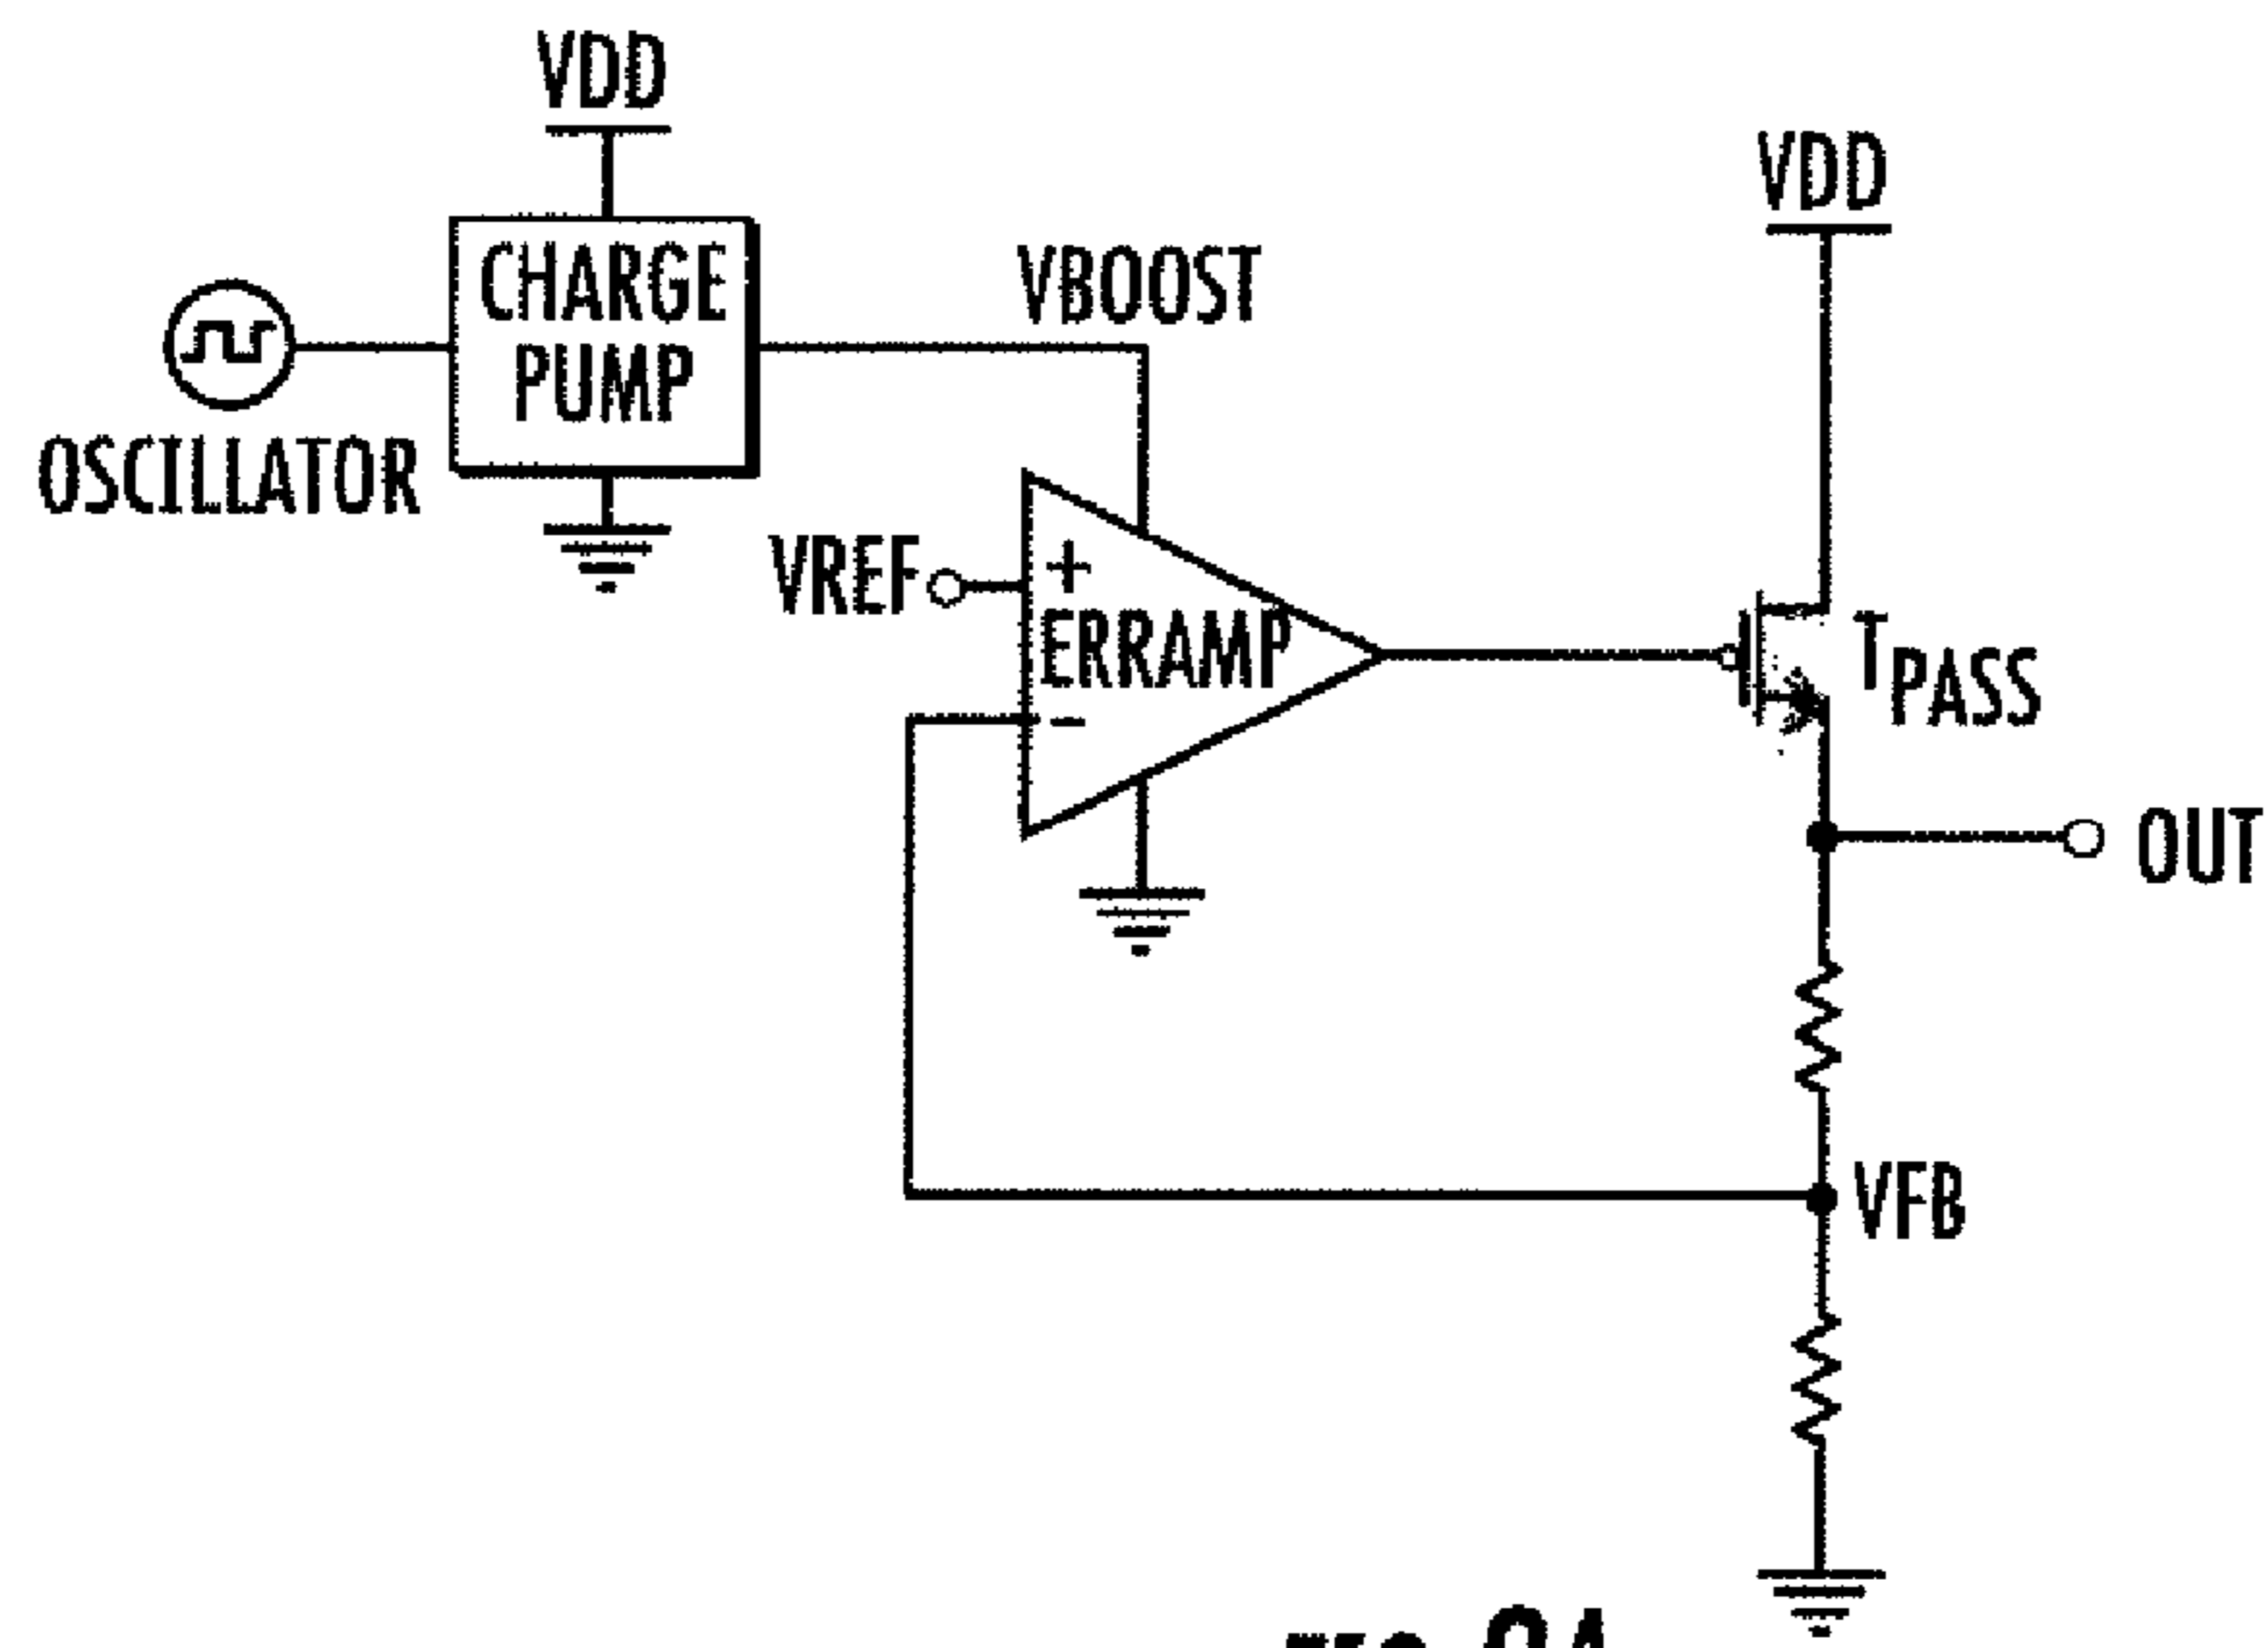 VDD
VDD
CHARGE
PUMP
VBOOST
OSCILLATOR
VREF
+
ERRAMP
-
TPASS
OUT
VFB